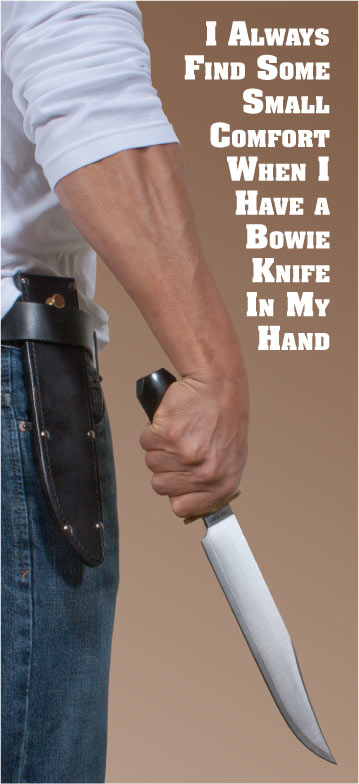 I Always
Find Some
Small
Comfort
When I
Have a
Bowie
Knife
In My
Hand